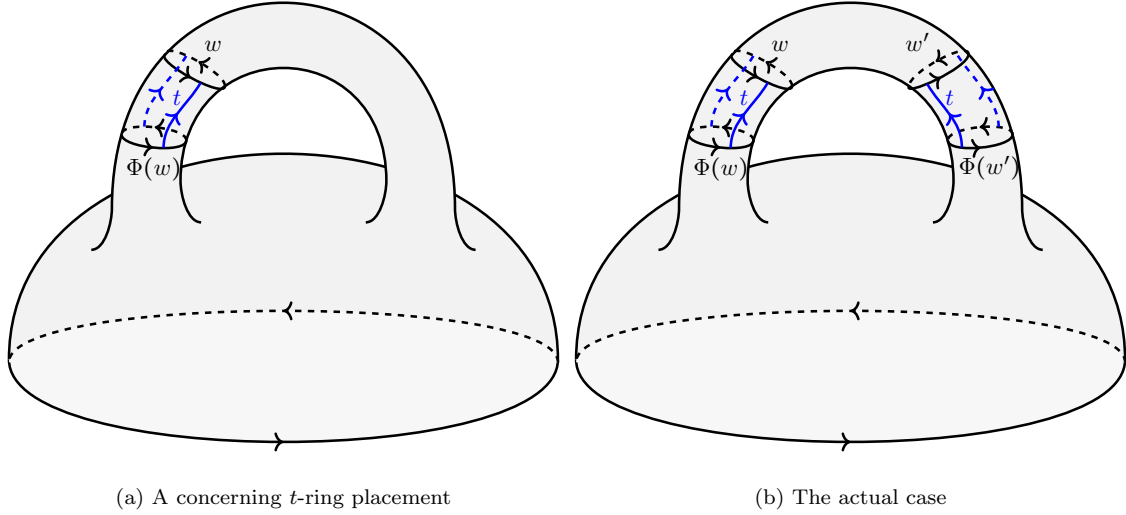 w
t
Φ(w)
w
w′
t
t
Φ(w)
Φ(w′)
(a) A concerning t-ring placement
(b) The actual case